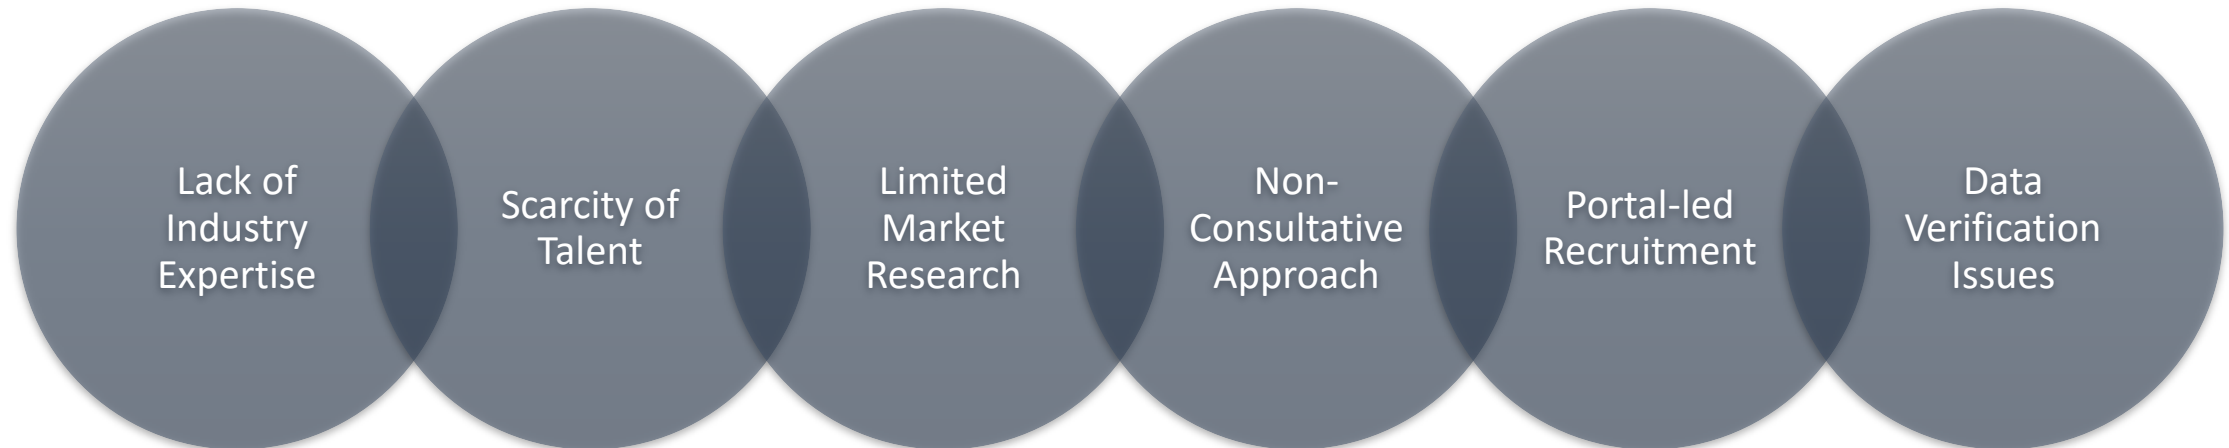 Lack of
Industry
Expertise
Scarcity of
Talent
Limited
Market
Research
Non-
Consultative
Approach
Portal-led
Recruitment
Data
Verification
Issues